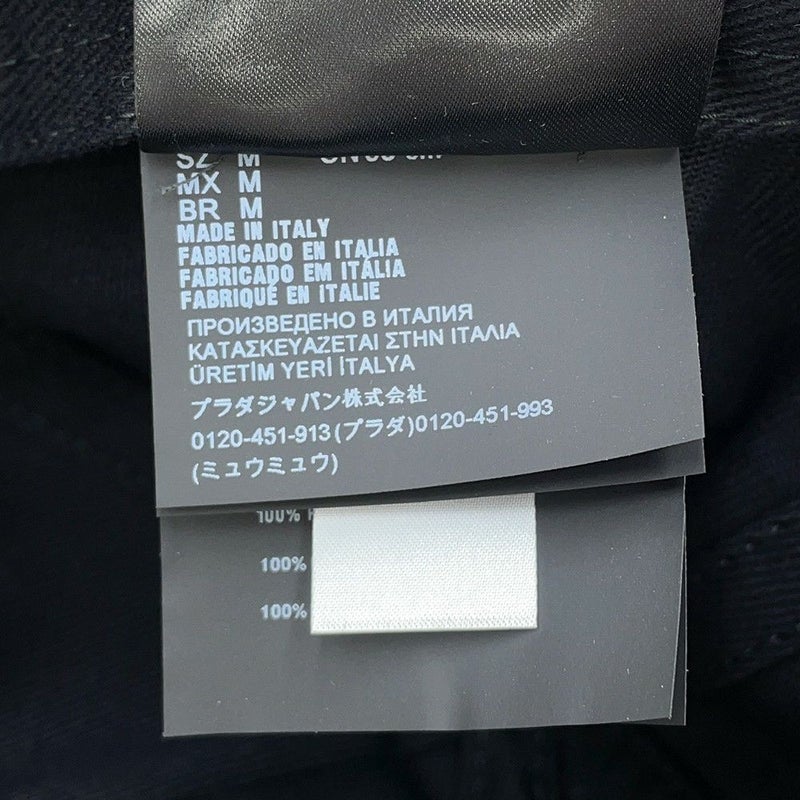 SZ M
MX M
BR M
MADE IN ITALY
FABRICADO EN ITALIA
FABRICADO EM ITÁLIA
FABRIQUÉ EN ITALIE
ПРОИЗВЕДЕНО В ИТАЛИЯ
ΚΑΤΑΣΚΕΥΑΖΕΤΑΙ ΣΤΗΝ ΙΤΑΛΙΑ
ÜRETİM YERİ İTALYA
プラダジャパン株式会社
0120-451-913(プラダ)0120-451-993
(ミュウミュウ)
100%
100%
100%